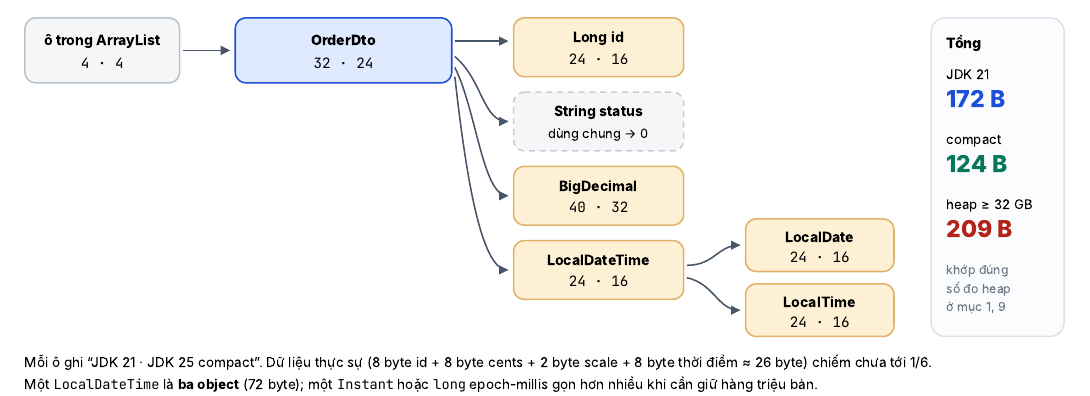 ô trong ArrayList
4 · 4
OrderDto
32 · 24
Long id
24 · 16
String status
dùng chung → 0
BigDecimal
40 · 32
LocalDateTime
24 · 16
LocalDate
24 · 16
LocalTime
24 · 16
Tổng
JDK 21
172 B
compact
124 B
heap ≥ 32 GB
209 B
khớp đúng
số đo heap
ở mục 1, 9
Mỗi ô ghi “JDK 21 · JDK 25 compact”. Dữ liệu thực sự (8 byte id + 8 byte cents + 2 byte scale + 8 byte thời điểm ≈ 26 byte) chiếm chưa tới 1/6.
Một LocalDateTime là ba object (72 byte); một Instant hoặc long epoch-millis gọn hơn nhiều khi cần giữ hàng triệu bản.